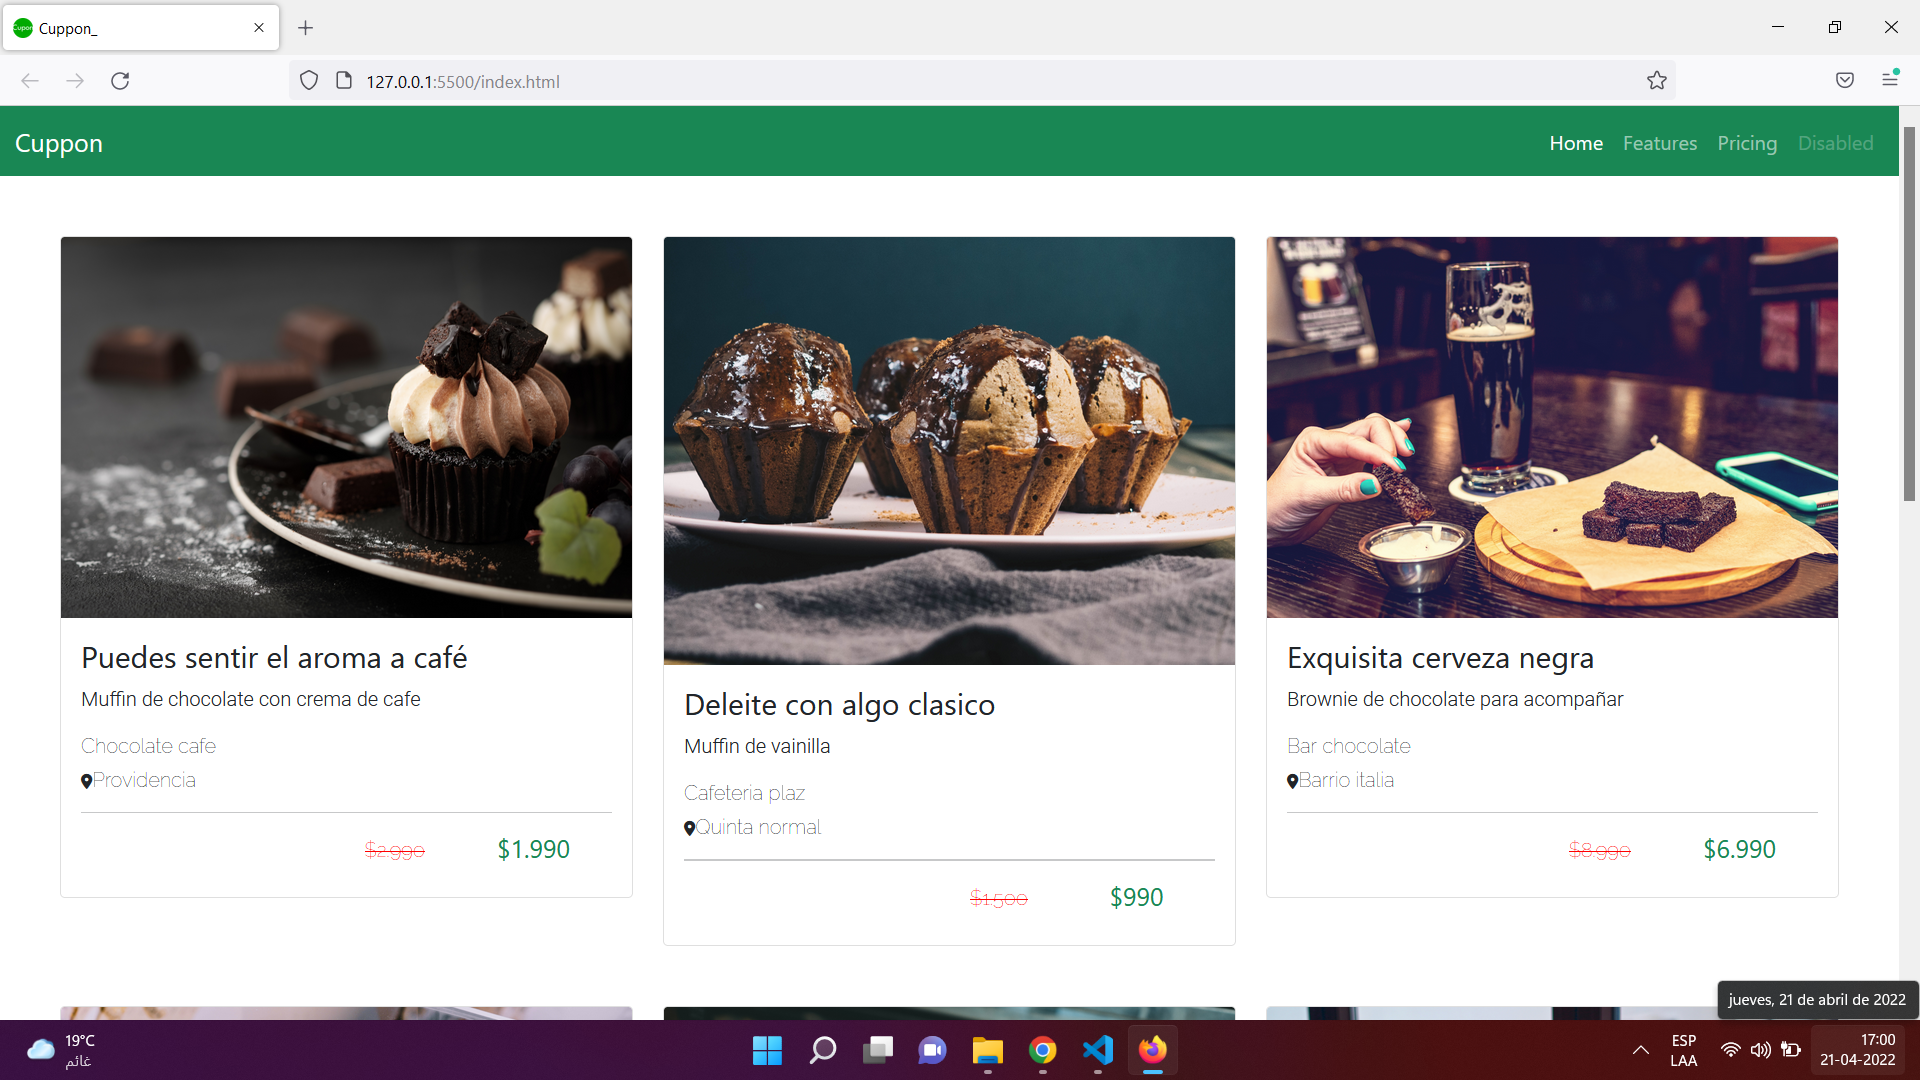 Cuppon_
127.0.0.1:5500/index.html
Cuppon
Home
Features
Pricing
Disabled
Puedes sentir el aroma a café
Muffin de chocolate con crema de cafe
Chocolate cafe
Providencia
$2.990
$1.990
Deleite con algo clasico
Muffin de vainilla
Cafeteria plaz
Quinta normal
$1.500
$990
Exquisita cerveza negra
Brownie de chocolate para acompañar
Bar chocolate
Barrio italia
$8.990
$6.990
jueves, 21 de abril de 2022
19°C
غائم
ESP
LAA
17:00
21-04-2022